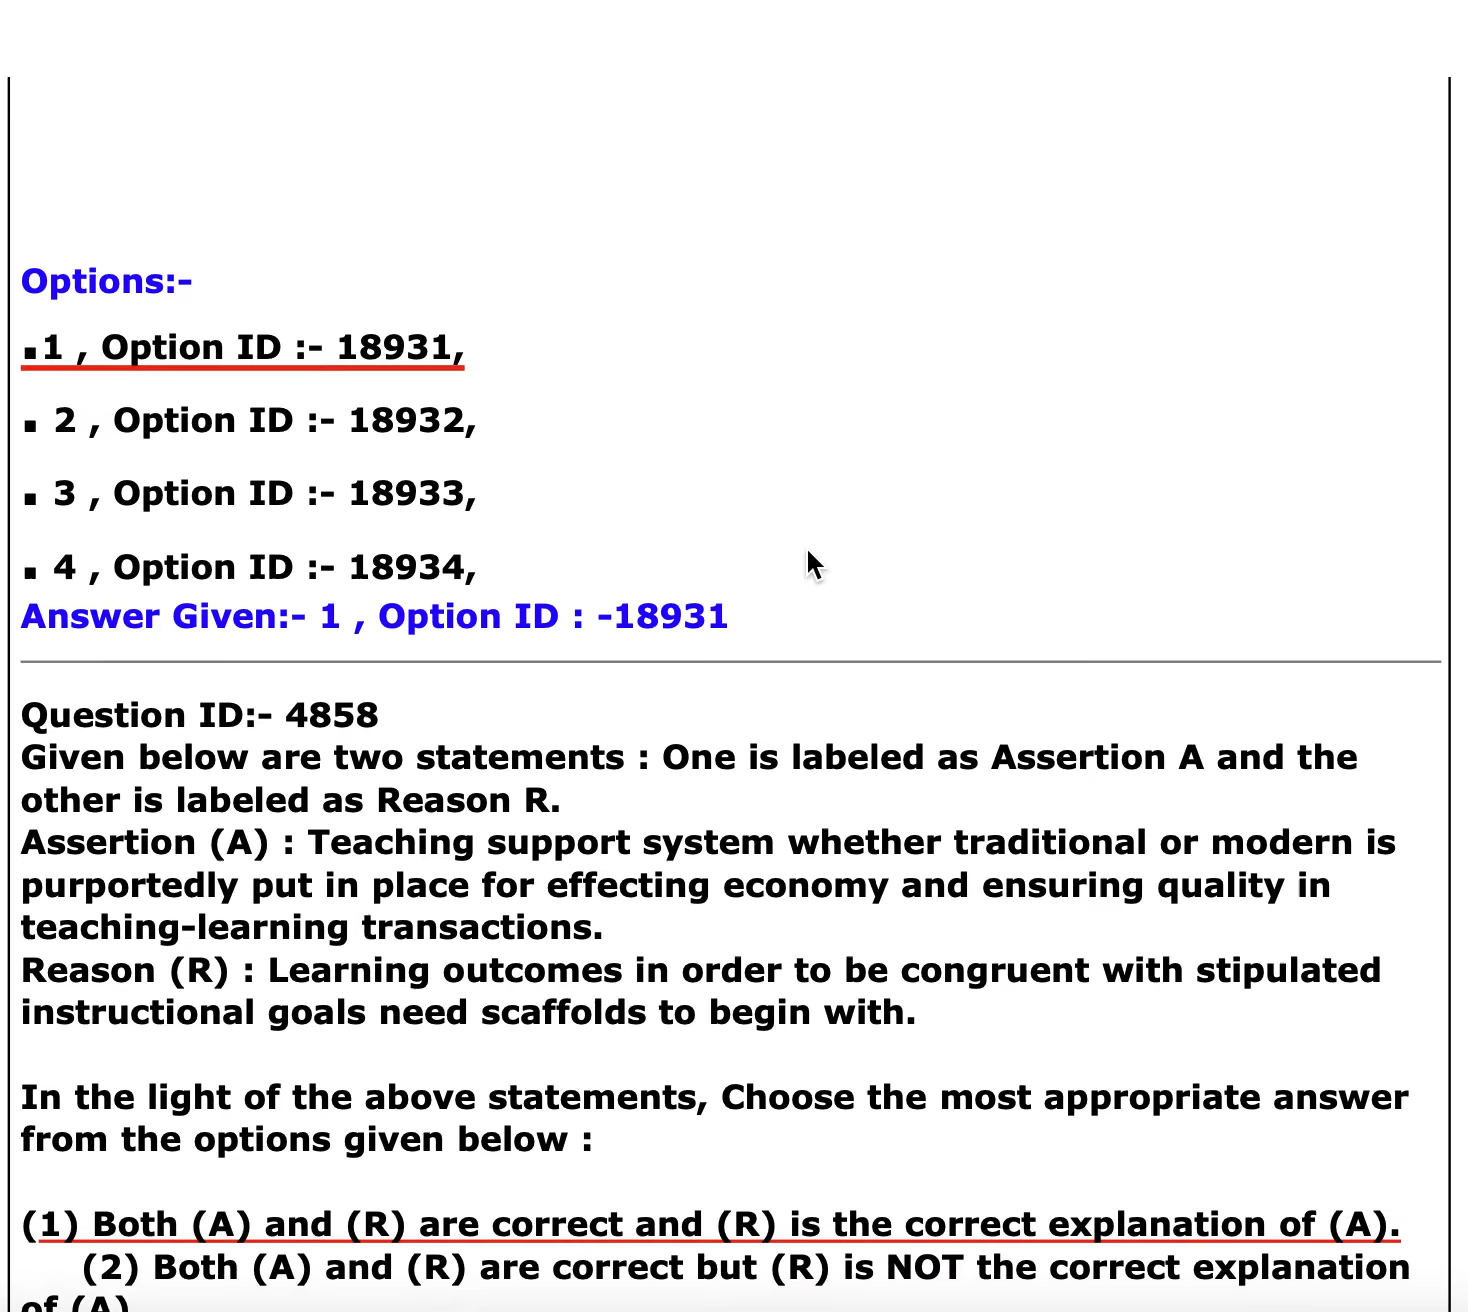 Options:-
▪1 , Option ID :- 18931,
▪ 2 , Option ID :- 18932,
▪ 3 , Option ID :- 18933,
▪ 4 , Option ID :- 18934,
Answer Given:- 1 , Option ID : -18931
Question ID:- 4858
Given below are two statements : One is labeled as Assertion A and the
other is labeled as Reason R.
Assertion (A) : Teaching support system whether traditional or modern is
purportedly put in place for effecting economy and ensuring quality in
teaching-learning transactions.
Reason (R) : Learning outcomes in order to be congruent with stipulated
instructional goals need scaffolds to begin with.
In the light of the above statements, Choose the most appropriate answer
from the options given below :
(1) Both (A) and (R) are correct and (R) is the correct explanation of (A).
(2) Both (A) and (R) are correct but (R) is NOT the correct explanation
of (A)